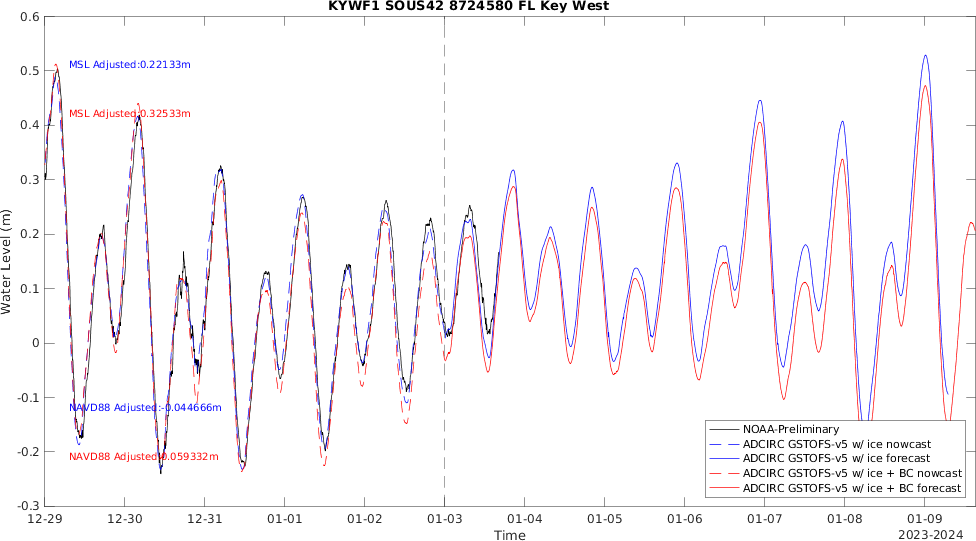 KYWF1 SOUS42 8724580 FL Key West
0.6
0.5
0.4
0.3
0.2
0.1
0
-0.1
-0.2
-0.3
Water Level (m)
MSL Adjusted:0.22133m
MSL Adjusted:0.32533m
NAVD88 Adjusted:-0.044666m
NAVD88 Adjusted:0.059332m
NOAA-Preliminary
ADCIRC GSTOFS-v5 w/ ice nowcast
ADCIRC GSTOFS-v5 w/ ice forecast
ADCIRC GSTOFS-v5 w/ ice + BC nowcast
ADCIRC GSTOFS-v5 w/ ice + BC forecast
12-29 12-30 12-31 01-01 01-02 01-03 01-04 01-05 01-06 01-07 01-08 01-09
Time
2023-2024